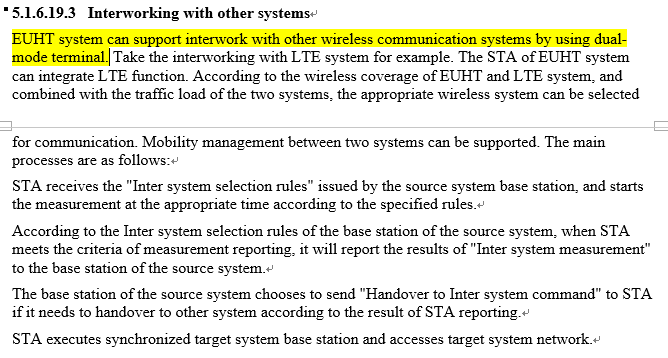 5.1.6.19.3 Interworking with other systems
EUHT system can support interwork with other wireless communication systems by using dual-
mode terminal. Take the interworking with LTE system for example. The STA of EUHT system
can integrate LTE function. According to the wireless coverage of EUHT and LTE system, and
combined with the traffic load of the two systems, the appropriate wireless system can be selected
for communication. Mobility management between two systems can be supported. The main
processes are as follows:
STA receives the "Inter system selection rules" issued by the source system base station, and starts
the measurement at the appropriate time according to the specified rules.
According to the Inter system selection rules of the base station of the source system, when STA
meets the criteria of measurement reporting, it will report the results of "Inter system measurement"
to the base station of the source system.
The base station of the source system chooses to send "Handover to Inter system command" to STA
if it needs to handover to other system according to the result of STA reporting.
STA executes synchronized target system base station and accesses target system network.